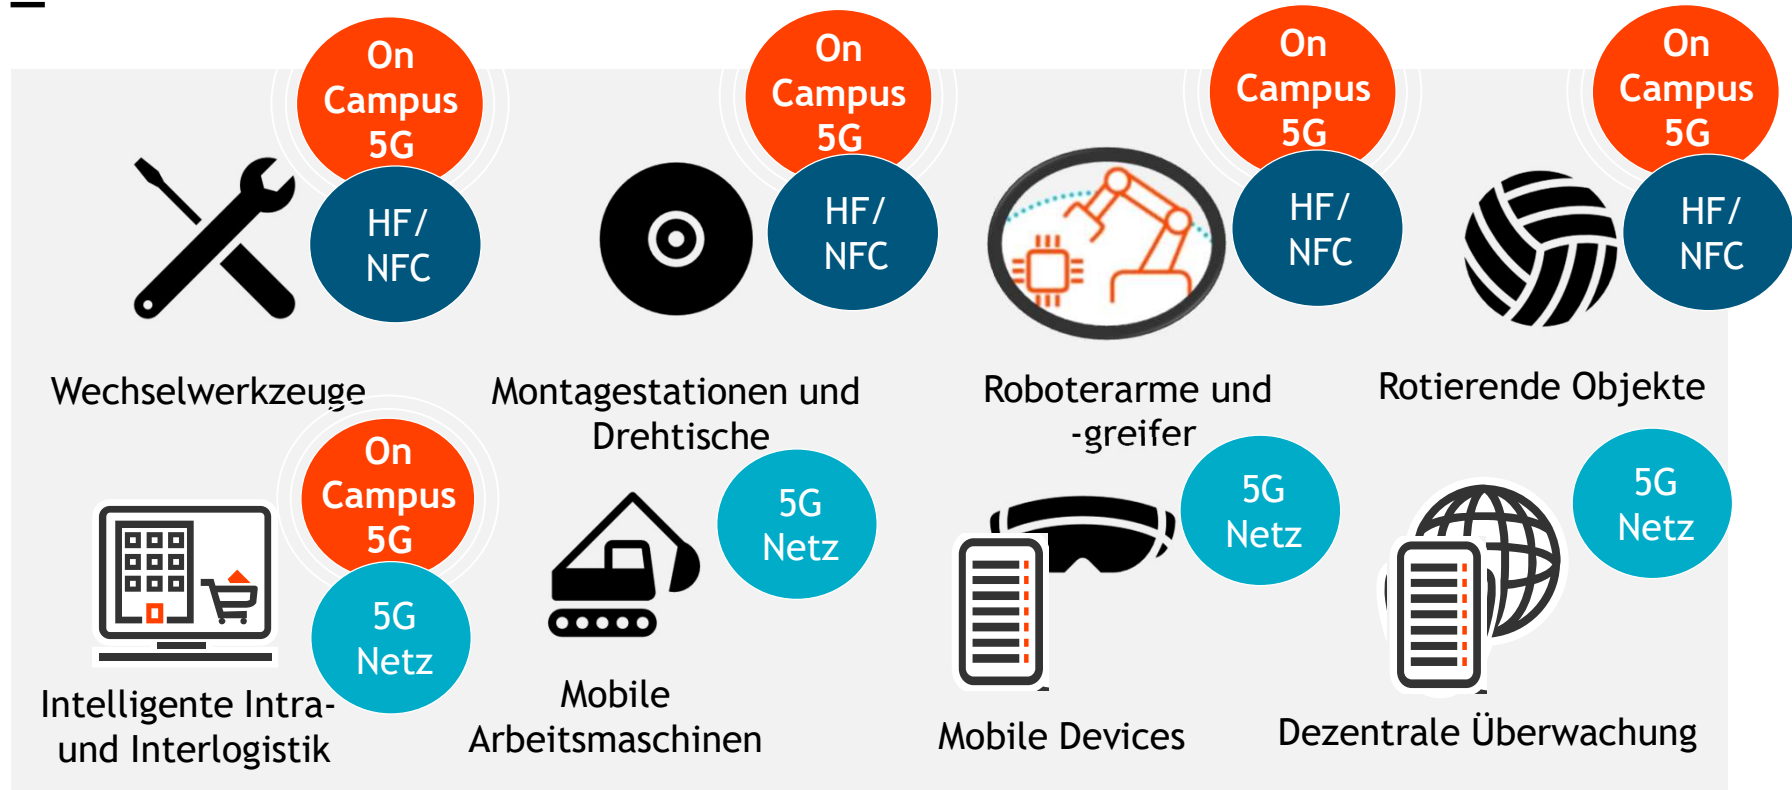 On
Campus
5G
HF/
NFC
Wechselwerkzeuge
On
Campus
5G
HF/
NFC
Montagestationen und
Drehtische
On
Campus
5G
HF/
NFC
Roboterarme und
-greifer
On
Campus
5G
HF/
NFC
Rotierende Objekte
On
Campus
5G
5G
Netz
Intelligente Intra-
und Interlogistik
5G
Netz
Mobile
Arbeitsmaschinen
5G
Netz
Mobile Devices
5G
Netz
Dezentrale Überwachung